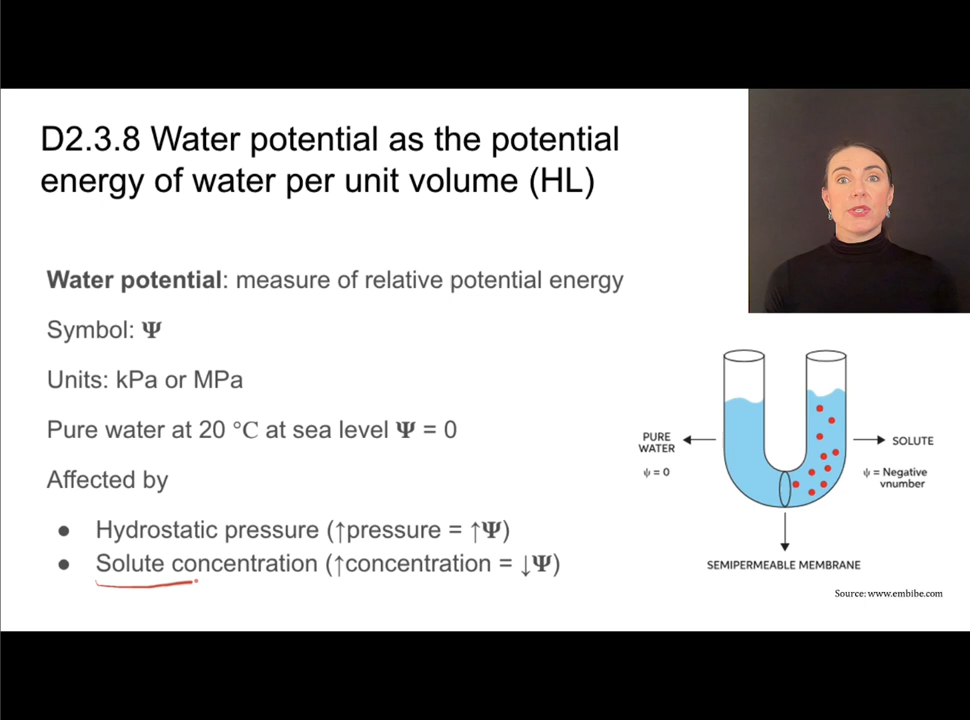 D2.3.8 Water potential as the potential
energy of water per unit volume (HL)
Water potential: measure of relative potential energy
Symbol: Ψ
Units: kPa or MPa
Pure water at 20 °C at sea level Ψ = 0
Affected by
● Hydrostatic pressure (↑pressure = ↑Ψ)
● Solute concentration (↑concentration = ↓Ψ)
PURE
WATER
ψ = 0
SOLUTE
ψ = Negative
vnumber
SEMIPERMEABLE MEMBRANE
Source: www.embibe.com